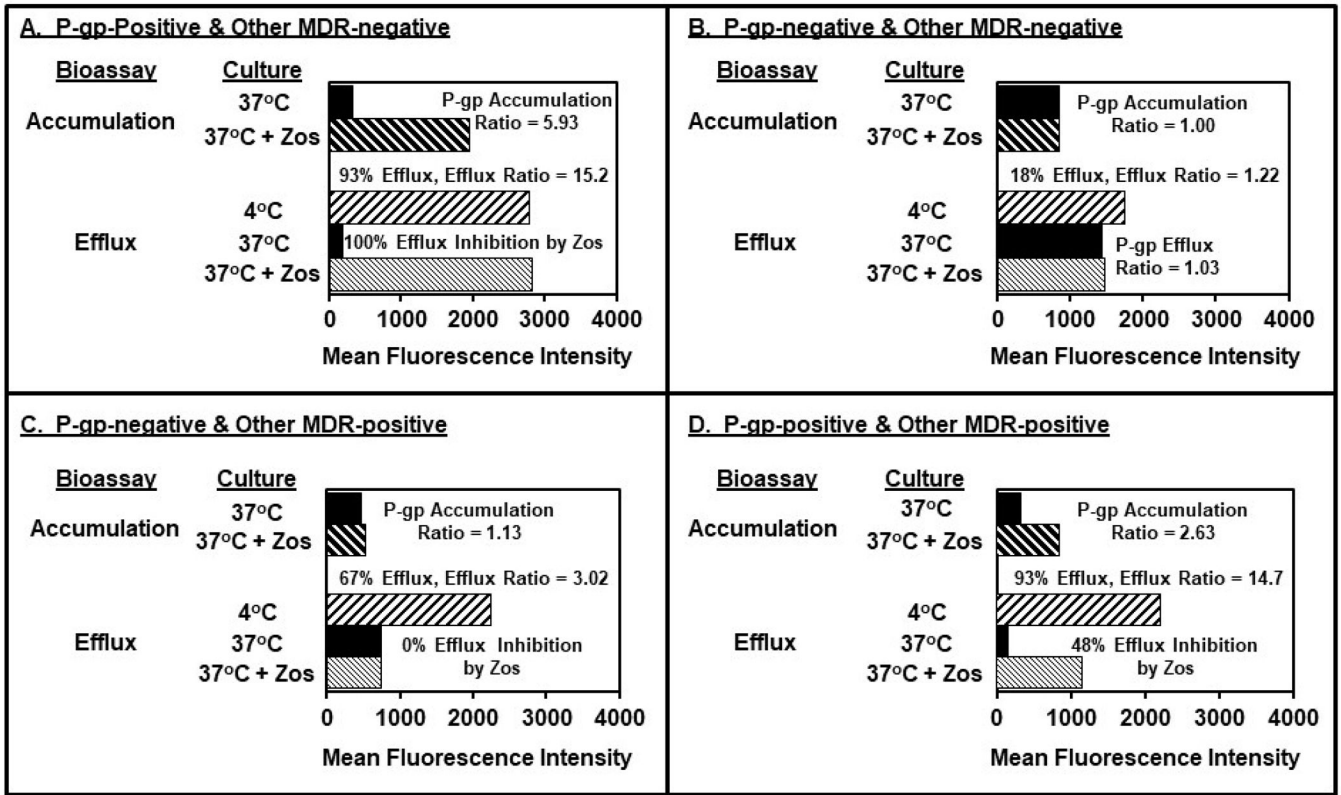 A. P-gp-Positive & Other MDR-negative
Bioassay Culture
37°C
Accumulation
37°C + Zos
P-gp Accumulation
Ratio = 5.93
93% Efflux, Efflux Ratio = 15.2
4°C
Efflux 37°C
100% Efflux Inhibition by Zos
37°C + Zos
0 1000 2000 3000 4000
Mean Fluorescence Intensity
B. P-gp-negative & Other MDR-negative
Bioassay Culture
37°C
Accumulation
37°C + Zos
P-gp Accumulation
Ratio = 1.00
18% Efflux, Efflux Ratio = 1.22
4°C
Efflux 37°C
37°C + Zos
P-gp Efflux
Ratio = 1.03
0 1000 2000 3000 4000
Mean Fluorescence Intensity
C. P-gp-negative & Other MDR-positive
Bioassay Culture
37°C
Accumulation
37°C + Zos
P-gp Accumulation
Ratio = 1.13
67% Efflux, Efflux Ratio = 3.02
4°C
Efflux 37°C
37°C + Zos
0% Efflux Inhibition
by Zos
0 1000 2000 3000 4000
Mean Fluorescence Intensity
D. P-gp-positive & Other MDR-positive
Bioassay Culture
37°C
Accumulation
37°C + Zos
P-gp Accumulation
Ratio = 2.63
93% Efflux, Efflux Ratio = 14.7
4°C
Efflux 37°C
37°C + Zos
48% Efflux Inhibition
by Zos
0 1000 2000 3000 4000
Mean Fluorescence Intensity